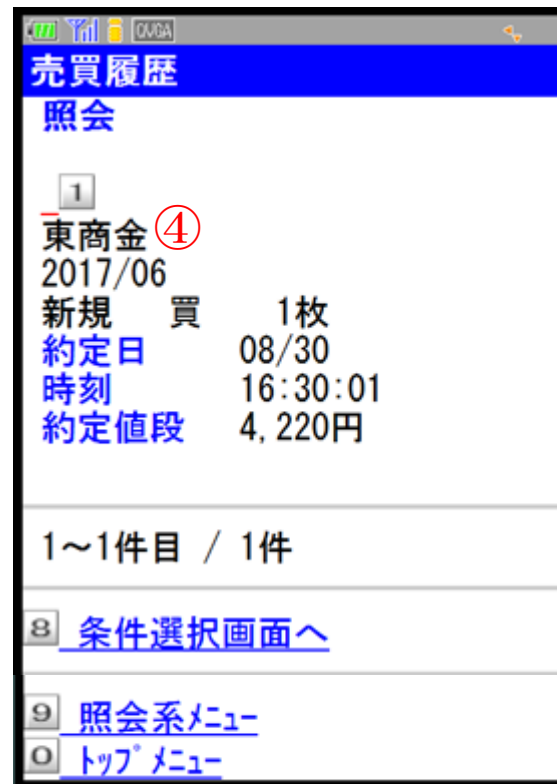 QVGA
売買履歴
照会
1
東商金④
2017/06
新規 買 1枚
約定日 08/30
時刻 16:30:01
約定値段 4,220円
1～1件目 / 1件
8 条件選択画面へ
9 照会系ﾒﾆｭｰ
0 ﾄｯﾌﾟﾒﾆｭｰ